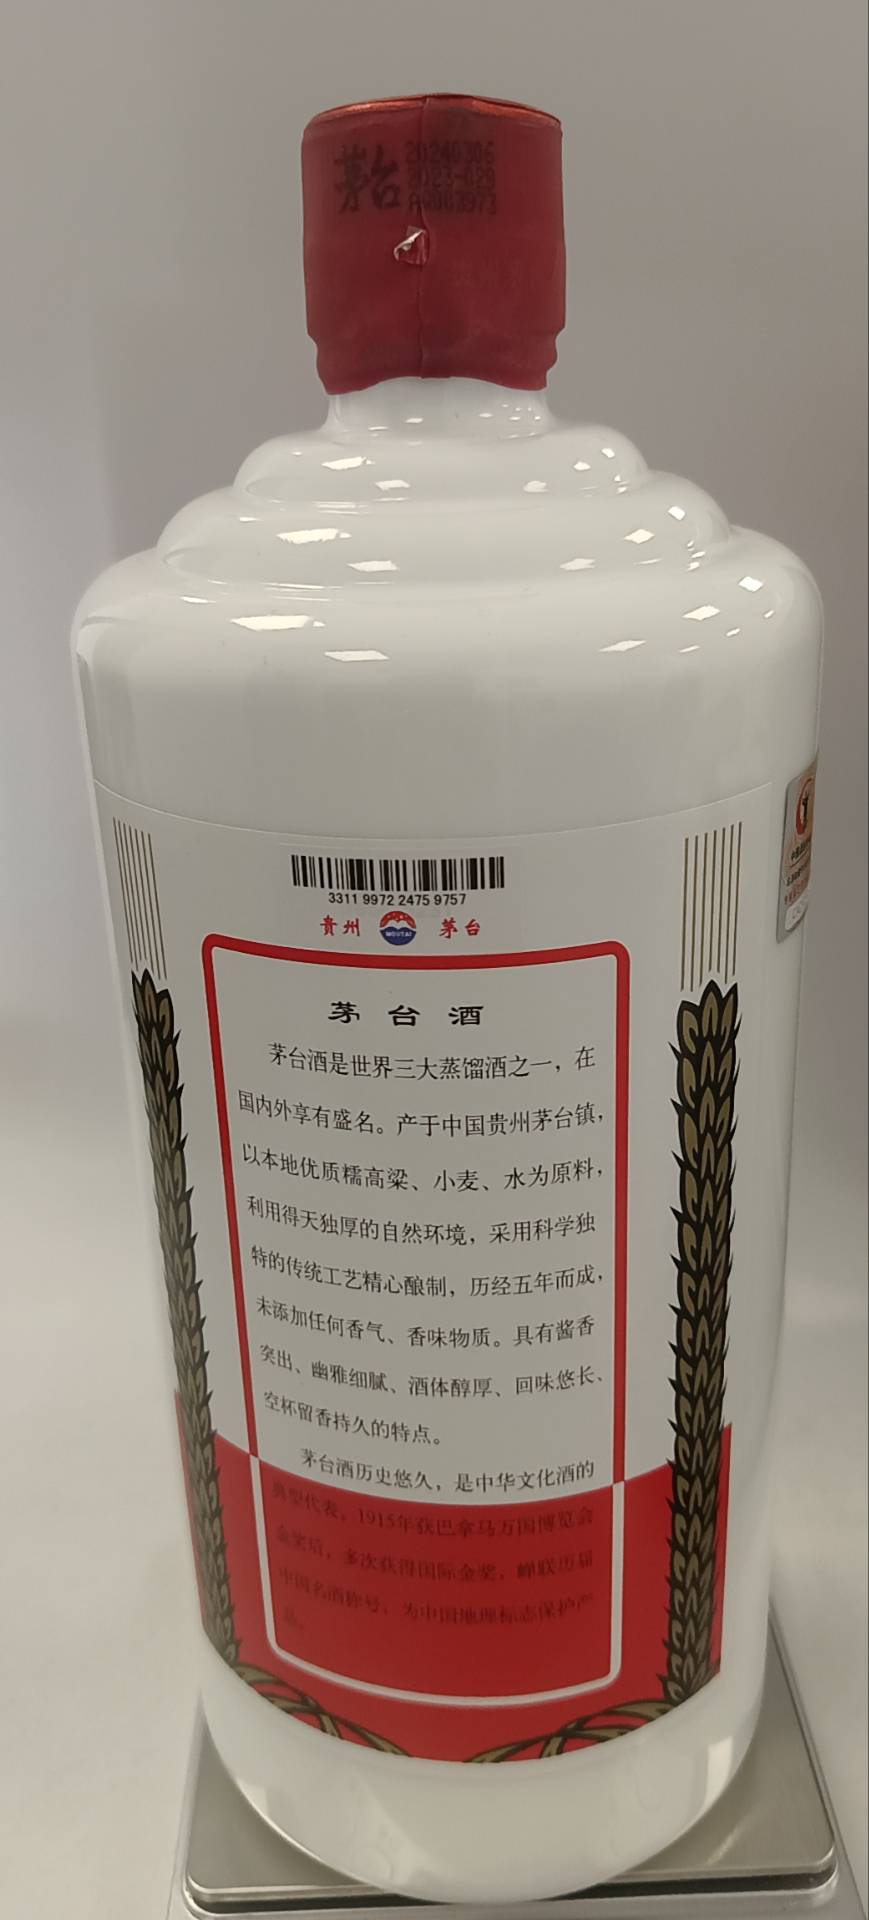 茅台
20240306
2023-029
3311 9972 2475 9757
贵州 MOUTAI 茅台
茅台酒
茅台酒是世界三大蒸馏酒之一，在
国内外享有盛名。产于中国贵州茅台镇，
以本地优质糯高粱、小麦、水为原料，
利用得天独厚的自然环境，采用科学独
特的传统工艺精心酿制，历经五年而成，
未添加任何香气、香味物质。具有酱香
突出、幽雅细腻、酒体醇厚、回味悠长、
空杯留香持久的特点。
茅台酒历史悠久，是中华文化酒的
典型代表。1915年获巴拿马万国博览会
金奖后，多次获得国际金奖，蝉联历届
中国名酒称号，为中国地理标志保护产
品。